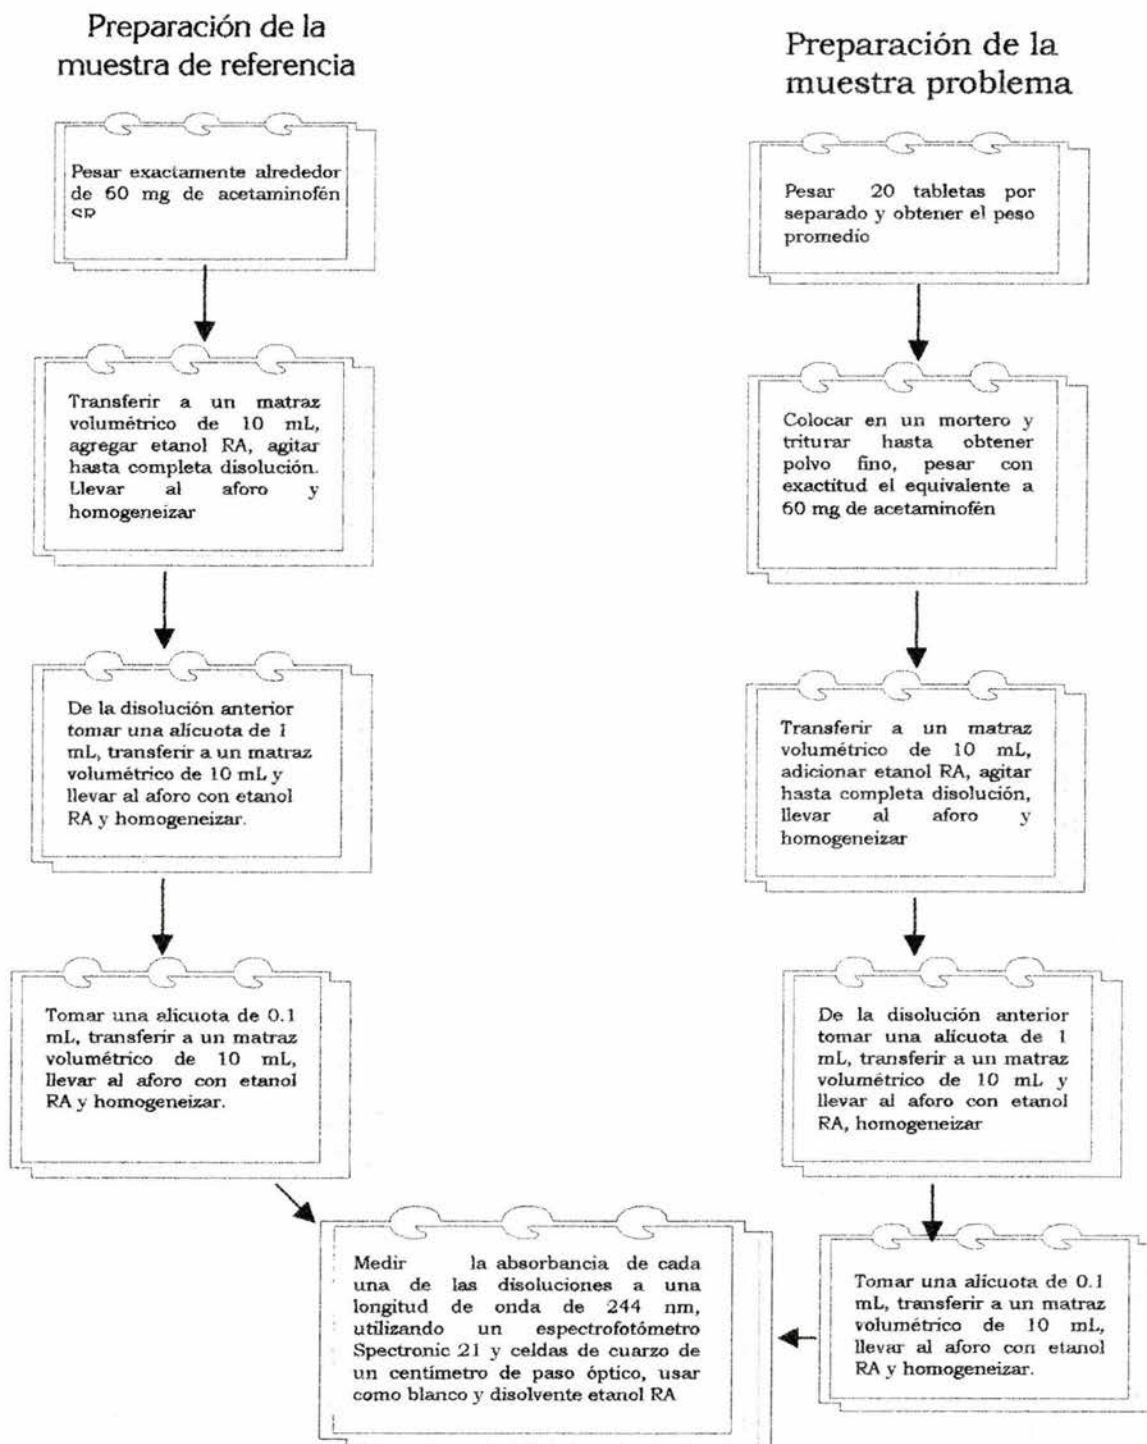 Preparación de la
muestra de referencia
Pesar exactamente alrededor
de 60 mg de acetaminofén
SR
Transferir a un matraz
volumétrico de 10 mL,
agregar etanol RA, agitar
hasta completa disolución.
Llevar al aforo y
homogeneizar
De la disolución anterior
tomar una alícuota de 1
mL, transferir a un matraz
volumétrico de 10 mL y
llevar al aforo con etanol
RA y homogeneizar.
Tomar una alícuota de 0.1
mL, transferir a un matraz
volumétrico de 10 mL,
llevar al aforo con etanol
RA y homogeneizar.
Preparación de la
muestra problema
Pesar 20 tabletas por
separado y obtener el peso
promedio
Colocar en un mortero y
triturar hasta obtener
polvo fino, pesar con
exactitud el equivalente a
60 mg de acetaminofén
Transferir a un matraz
volumétrico de 10 mL,
adicionar etanol RA, agitar
hasta completa disolución,
llevar al aforo y
homogeneizar
De la disolución anterior
tomar una alícuota de 1
mL, transferir a un matraz
volumétrico de 10 mL y
llevar al aforo con etanol
RA, homogeneizar
Tomar una alícuota de 0.1
mL, transferir a un matraz
volumétrico de 10 mL,
llevar al aforo con etanol
RA y homogeneizar.
Medir la absorbancia de cada
una de las disoluciones a una
longitud de onda de 244 nm,
utilizando un espectrofotómetro
Spectronic 21 y celdas de cuarzo de
un centímetro de paso óptico, usar
como blanco y disolvente etanol RA